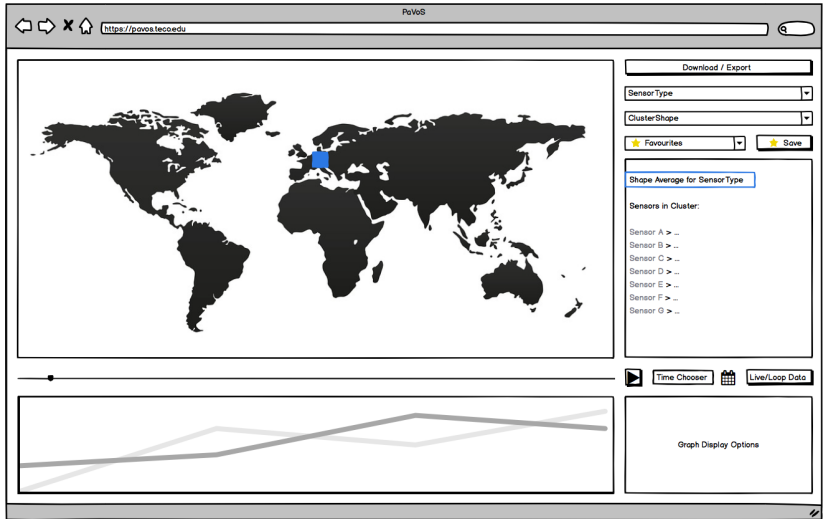 PaVoS
https://pavos.teco.edu
Download / Export
SensorType
ClusterShape
Favourites
Save
Shape Average for SensorType
Sensors in Cluster:
Sensor A > ...
Sensor B > ...
Sensor C > ...
Sensor D > ...
Sensor E > ...
Sensor F > ...
Sensor G > ...
Time Chooser
Live/Loop Data
Graph Display Options